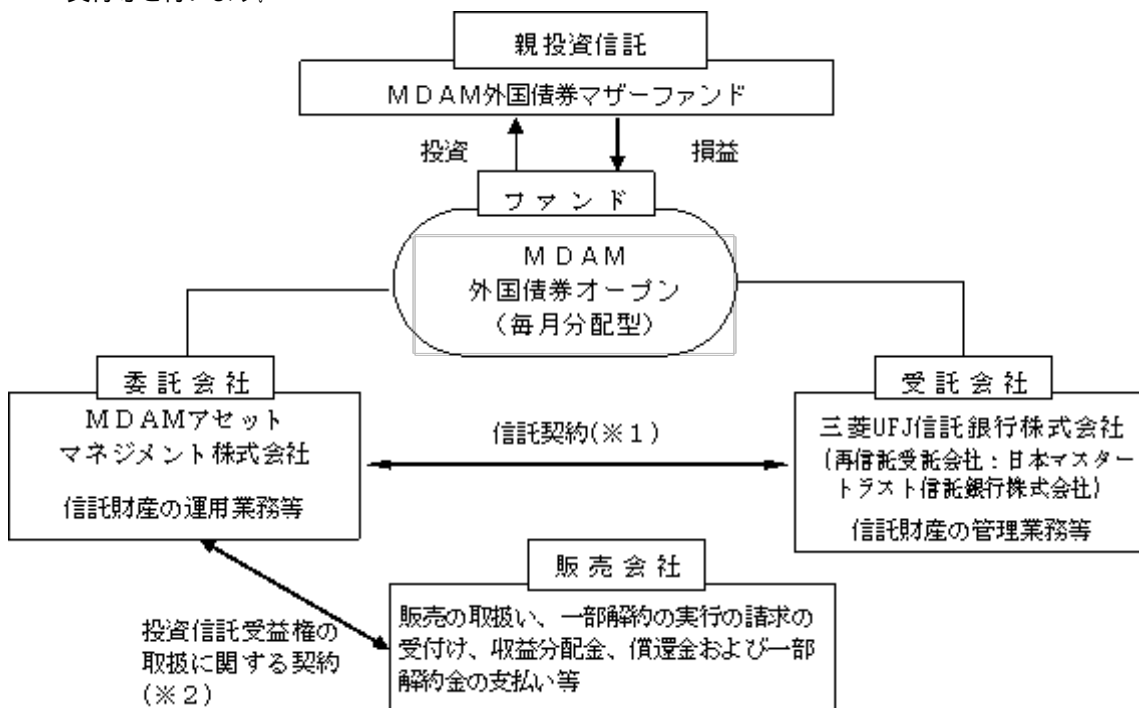 親投資信託
MDAM外国債券マザーファンド
投資
損益
ファンド
MDAM
外国債券オープン
(毎月分配型)
委託会社
MDAMアセット
マネジメント株式会社
信託財産の運用業務等
信託契約(※1)
受託会社
三菱UFJ信託銀行株式会社
(再信託受託会社:日本マスター
トラスト信託銀行株式会社)
信託財産の管理業務等
投資信託受益権の
取扱に関する契約
(※2)
販売会社
販売の取扱い、一部解約の実行の請求の
受付け、収益分配金、償還金および一部
解約金の支払い等